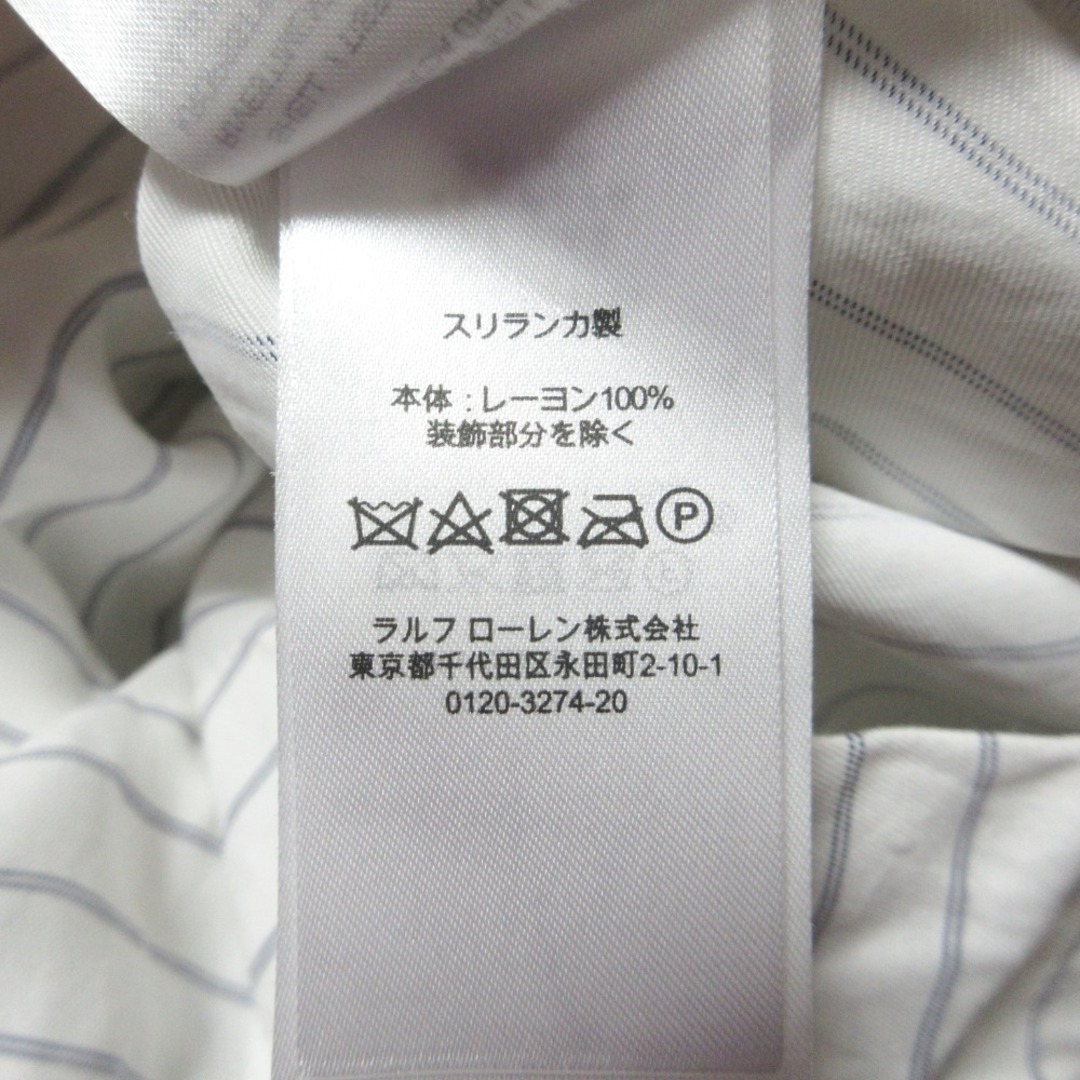 スリランカ製
本体 : レーヨン100%
装飾部分を除く
P
ラルフ ローレン株式会社
東京都千代田区永田町2-10-1
0120-3274-20